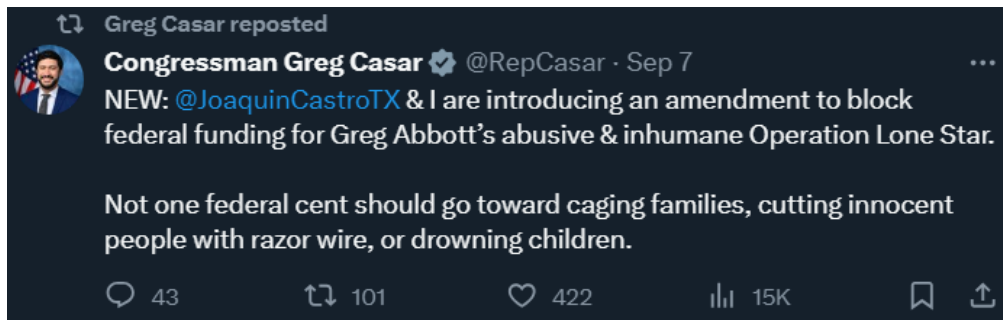 Greg Casar reposted
Congressman Greg Casar @RepCasar · Sep 7
NEW: @JoaquinCastroTX & I are introducing an amendment to block
federal funding for Greg Abbott’s abusive & inhumane Operation Lone Star.
Not one federal cent should go toward caging families, cutting innocent
people with razor wire, or drowning children.
43 101 422 15K